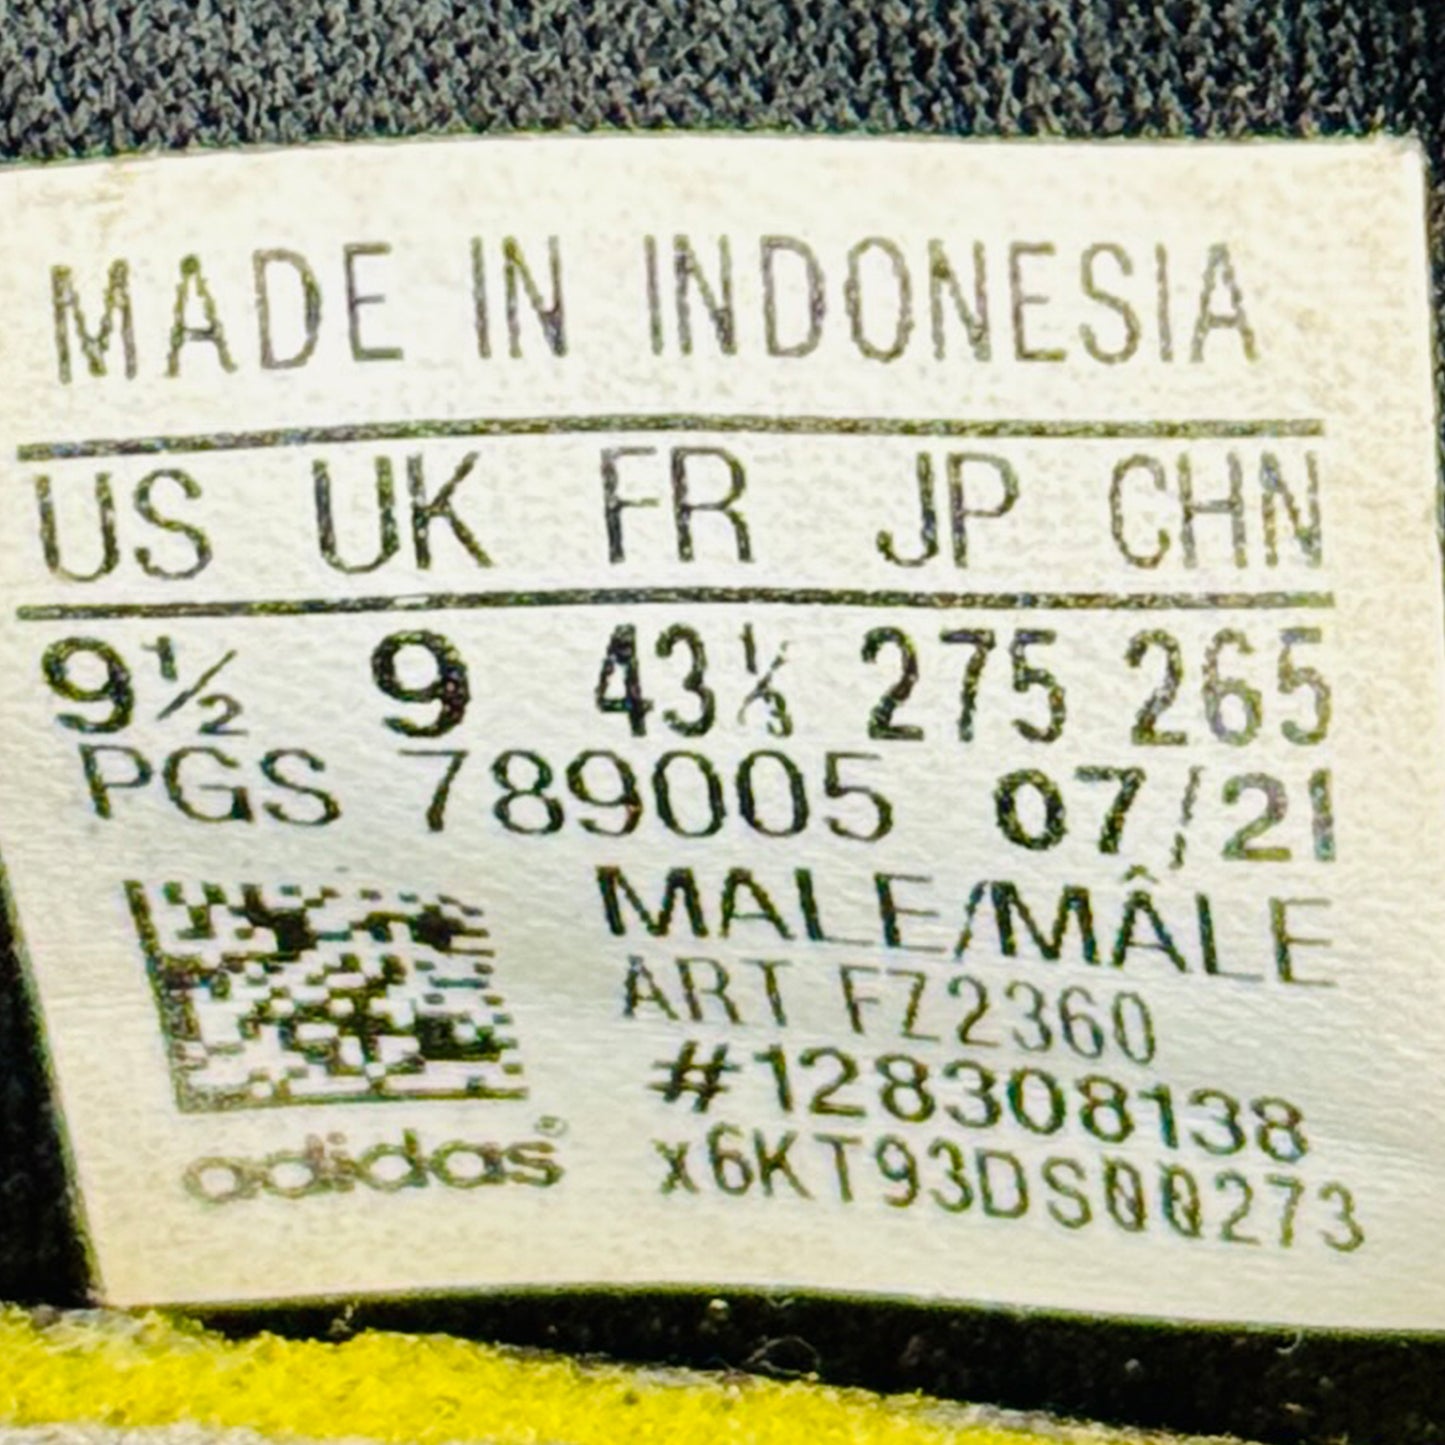 MADE IN INDONESIA
US UK FR JP CHN
9½ 9 43⅓ 275 265
PGS 789005 07/21
MALE/MÂLE
ART FZ2360
#128308138
adidas® x6KT93DS00273